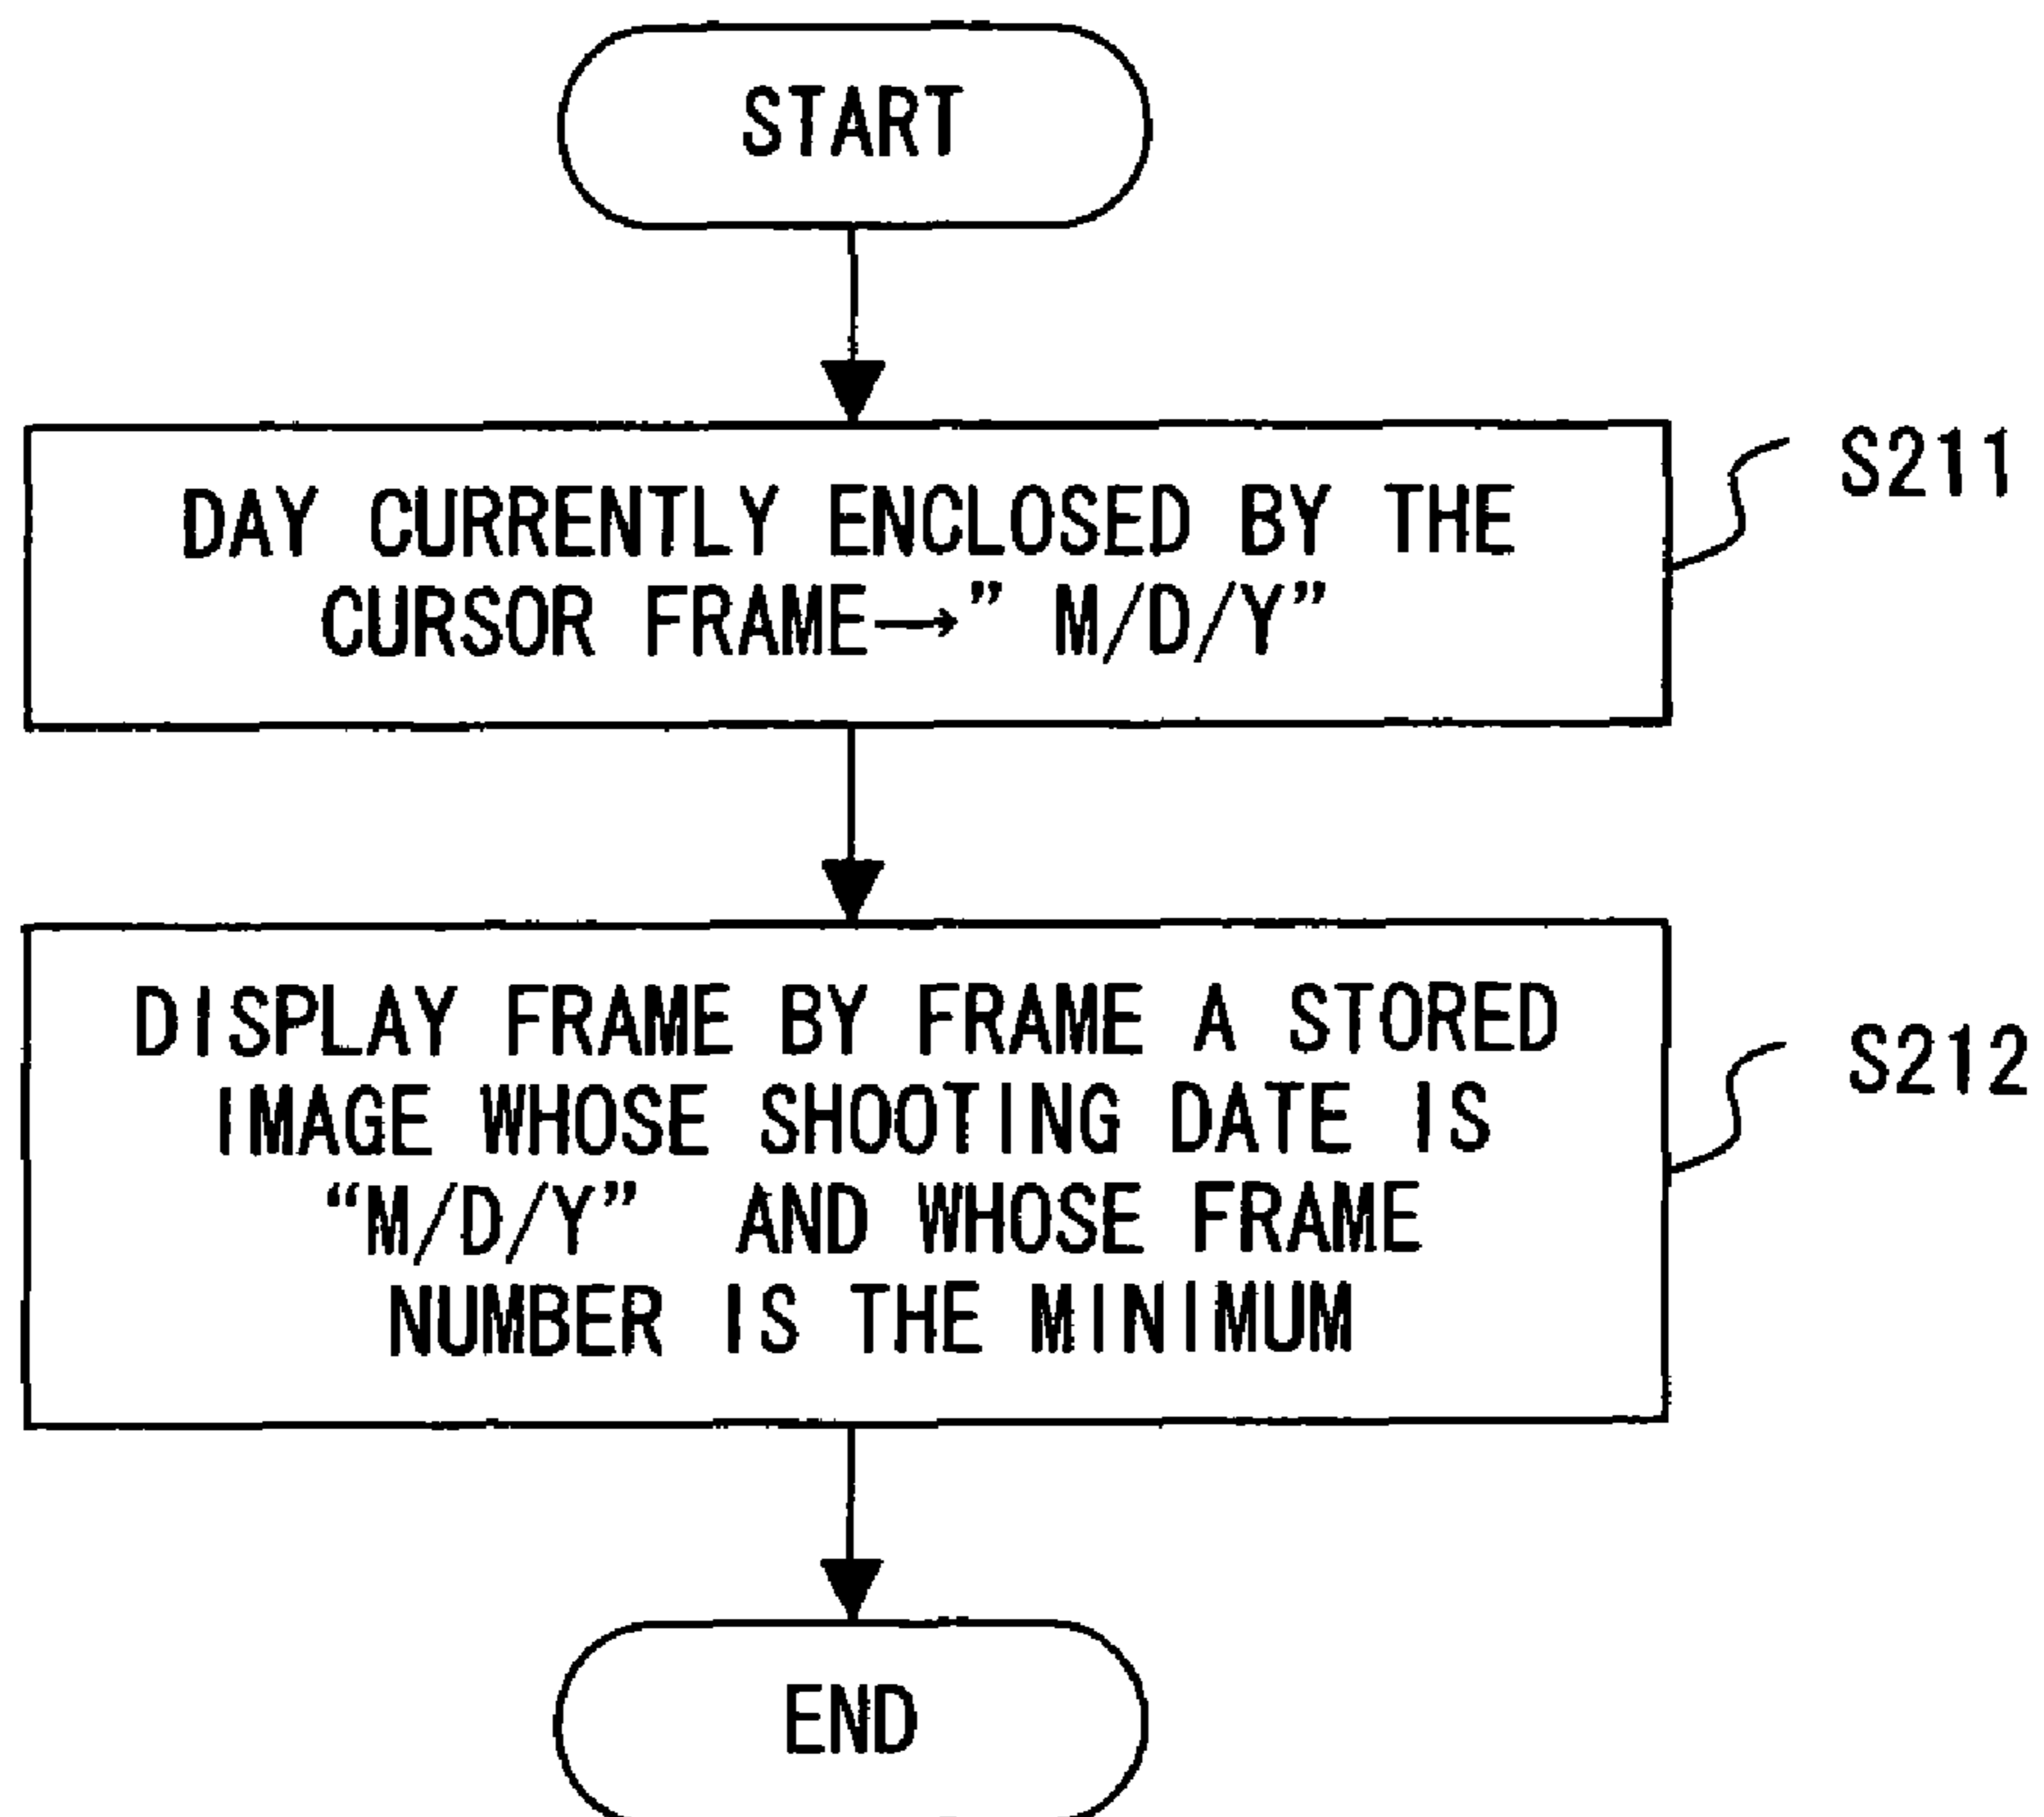 START
DAY CURRENTLY ENCLOSED BY THE
CURSOR FRAME→” M/D/Y”
S211
DISPLAY FRAME BY FRAME A STORED
IMAGE WHOSE SHOOTING DATE IS
“M/D/Y” AND WHOSE FRAME
NUMBER IS THE MINIMUM
S212
END